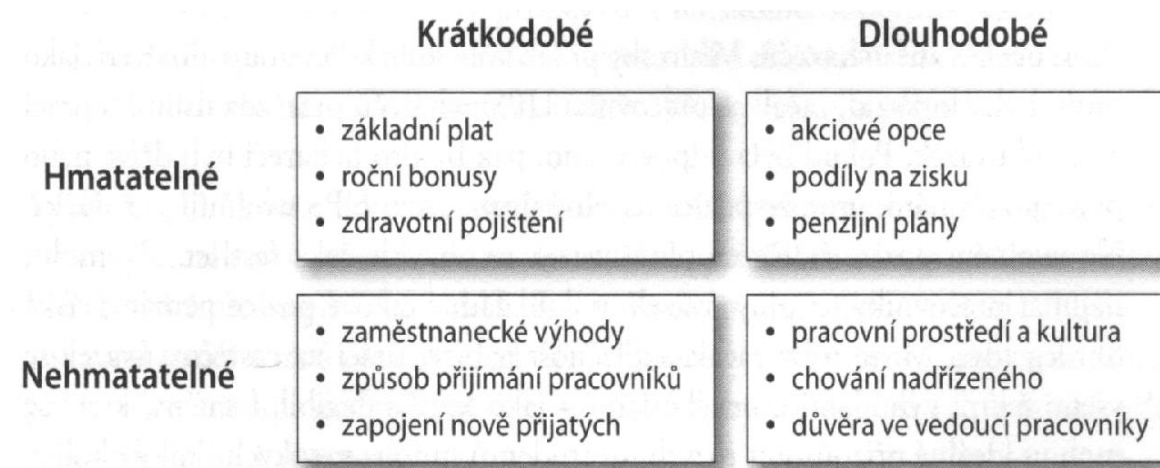 Krátkodobé Dlouhodobé
Hmatatelné
• základní plat
• roční bonusy
• zdravotní pojištění
• akciové opce
• podíly na zisku
• penzijní plány
Nehmatatelné
• zaměstnanecké výhody
• způsob přijímání pracovníků
• zapojení nově přijatých
• pracovní prostředí a kultura
• chování nadřízeného
• důvěra ve vedoucí pracovníky